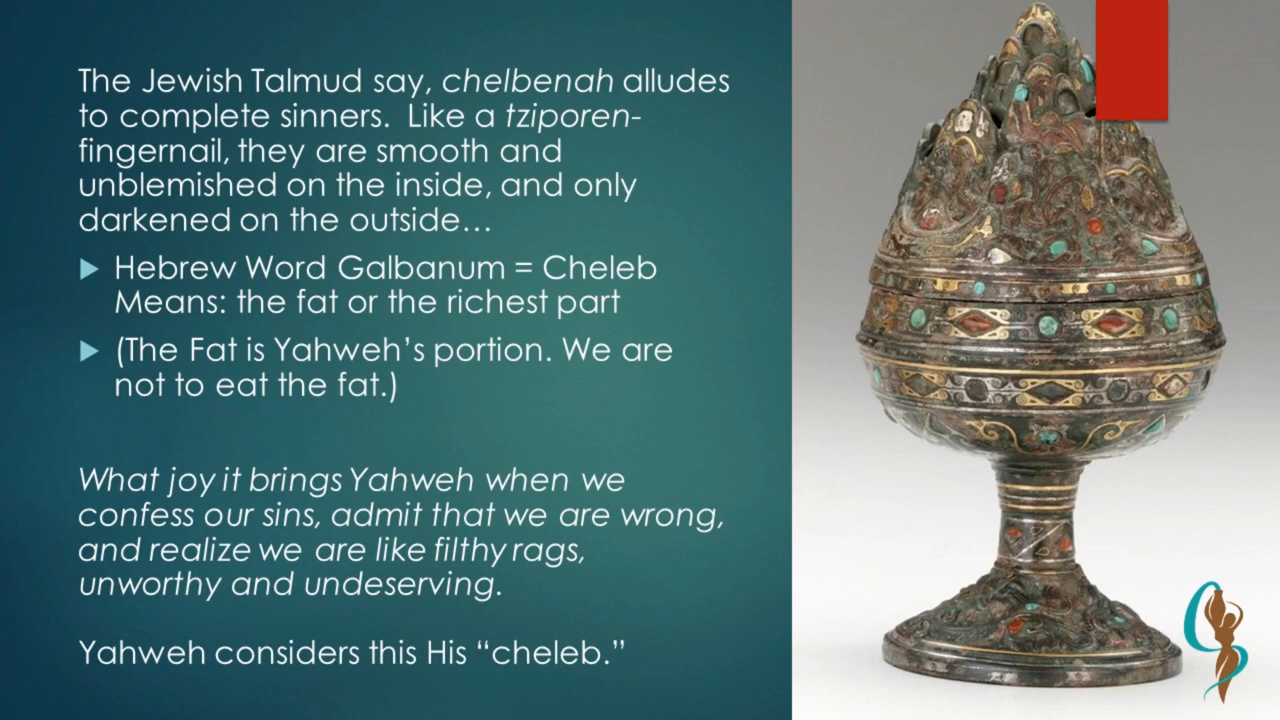 The Jewish Talmud say, chelbenah alludes
to complete sinners.  Like a tziporen-
fingernail, they are smooth and
unblemished on the inside, and only
darkened on the outside…
Hebrew Word Galbanum = Cheleb
Means: the fat or the richest part
(The Fat is Yahweh’s portion. We are
not to eat the fat.)
What joy it brings Yahweh when we
confess our sins, admit that we are wrong,
and realize we are like filthy rags,
unworthy and undeserving.
Yahweh considers this His “cheleb.”